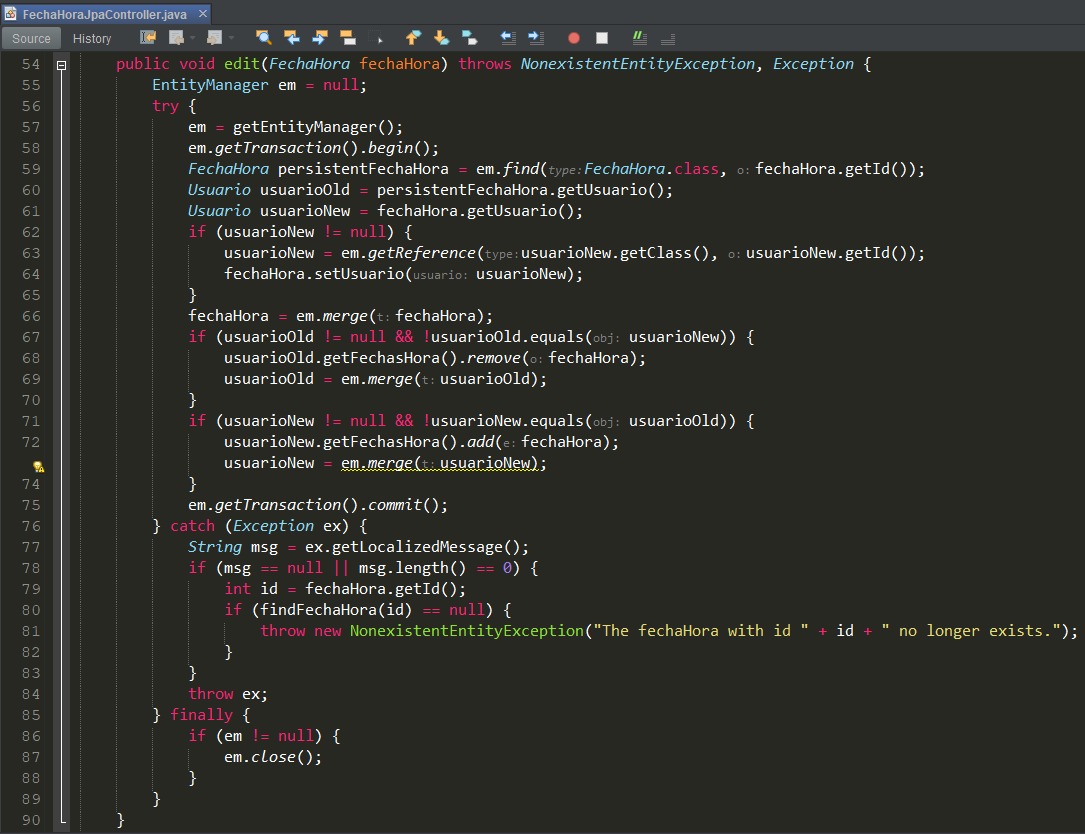 FechaHoraJpaController.java ×
Source History
54 public void edit(FechaHora fechaHora) throws NonexistentEntityException, Exception {
55 EntityManager em = null;
56 try {
57 em = getEntityManager();
58 em.getTransaction().begin();
59 FechaHora persistentFechaHora = em.find(type:FechaHora.class, o: fechaHora.getId());
60 Usuario usuarioOld = persistentFechaHora.getUsuario();
61 Usuario usuarioNew = fechaHora.getUsuario();
62 if (usuarioNew != null) {
63 usuarioNew = em.getReference(type:usuarioNew.getClass(), o: usuarioNew.getId());
64 fechaHora.setUsuario(usuario: usuarioNew);
65 }
66 fechaHora = em.merge(t: fechaHora);
67 if (usuarioOld != null && !usuarioOld.equals(obj: usuarioNew)) {
68 usuarioOld.getFechasHora().remove(o: fechaHora);
69 usuarioOld = em.merge(t: usuarioOld);
70 }
71 if (usuarioNew != null && !usuarioNew.equals(obj: usuarioOld)) {
72 usuarioNew.getFechasHora().add(e: fechaHora);
usuarioNew = em.merge(t: usuarioNew);
74 }
75 em.getTransaction().commit();
76 } catch (Exception ex) {
77 String msg = ex.getLocalizedMessage();
78 if (msg == null || msg.length() == 0) {
79 int id = fechaHora.getId();
80 if (findFechaHora(id) == null) {
81 throw new NonexistentEntityException("The fechaHora with id " + id + " no longer exists.");
82 }
83 }
84 throw ex;
85 } finally {
86 if (em != null) {
87 em.close();
88 }
89 }
90 }